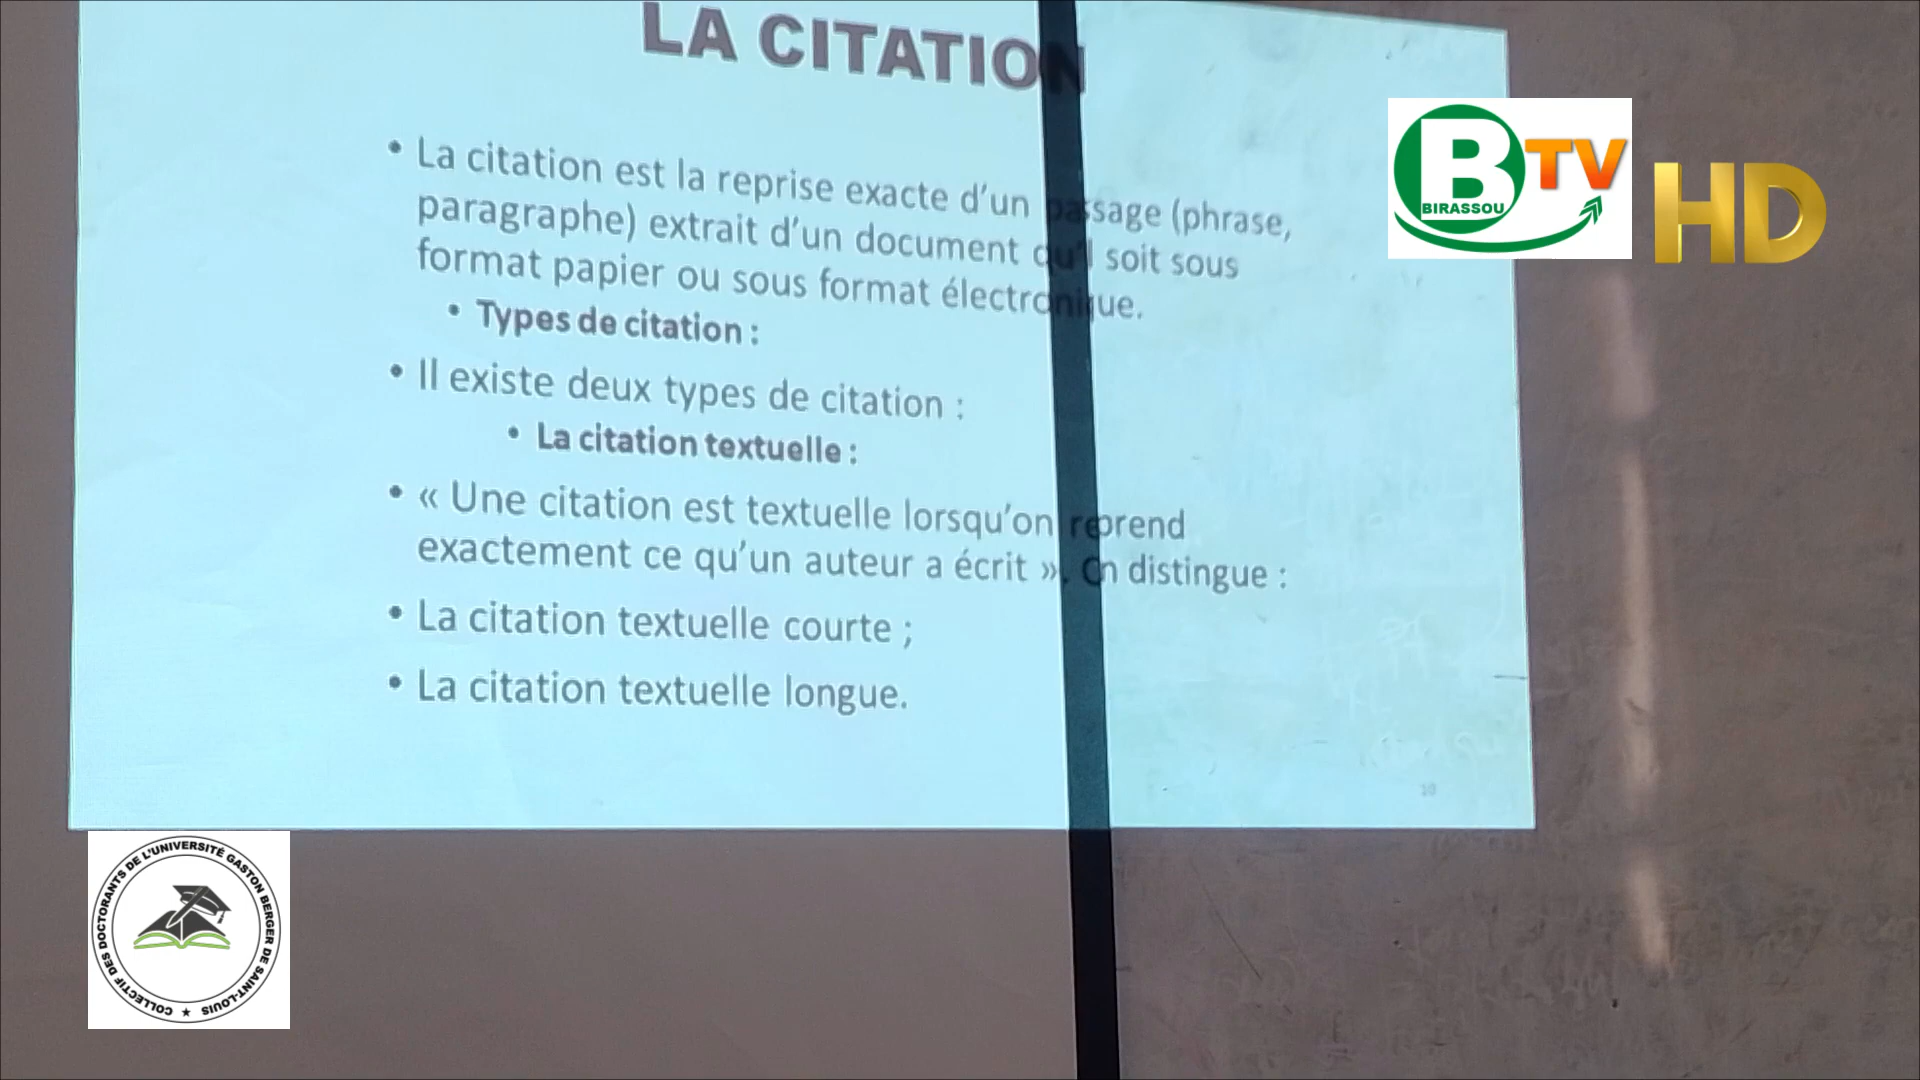 LA CITATION
• La citation est la reprise exacte d'un passage (phrase,
paragraphe) extrait d'un document qu'il soit sous
format papier ou sous format électronique.
• Types de citation :
• Il existe deux types de citation :
• La citation textuelle :
• « Une citation est textuelle lorsqu'on reprend
exactement ce qu'un auteur a écrit ». On distingue :
• La citation textuelle courte ;
• La citation textuelle longue.
10
B TV
BIRASSOU
HD
COLLECTIF DES DOCTORANTS DE L'UNIVERSITÉ GASTON BERGER DE SAINT-LOUIS ★